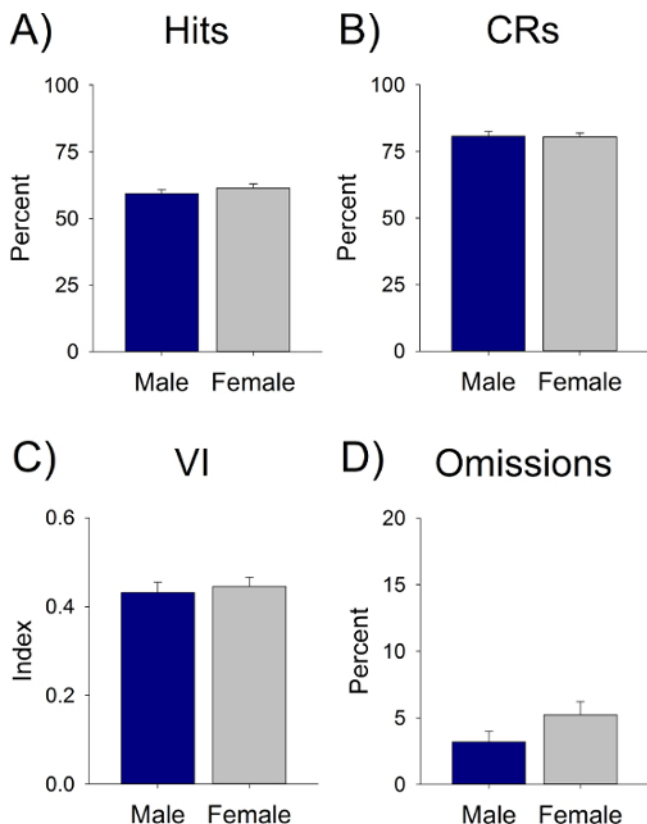 A) Hits
Percent
100
75
50
25
0
Male Female
B) CRs
Percent
100
75
50
25
0
Male Female
C) VI
Index
0.6
0.4
0.2
0.0
Male Female
D) Omissions
Percent
20
15
10
5
0
Male Female